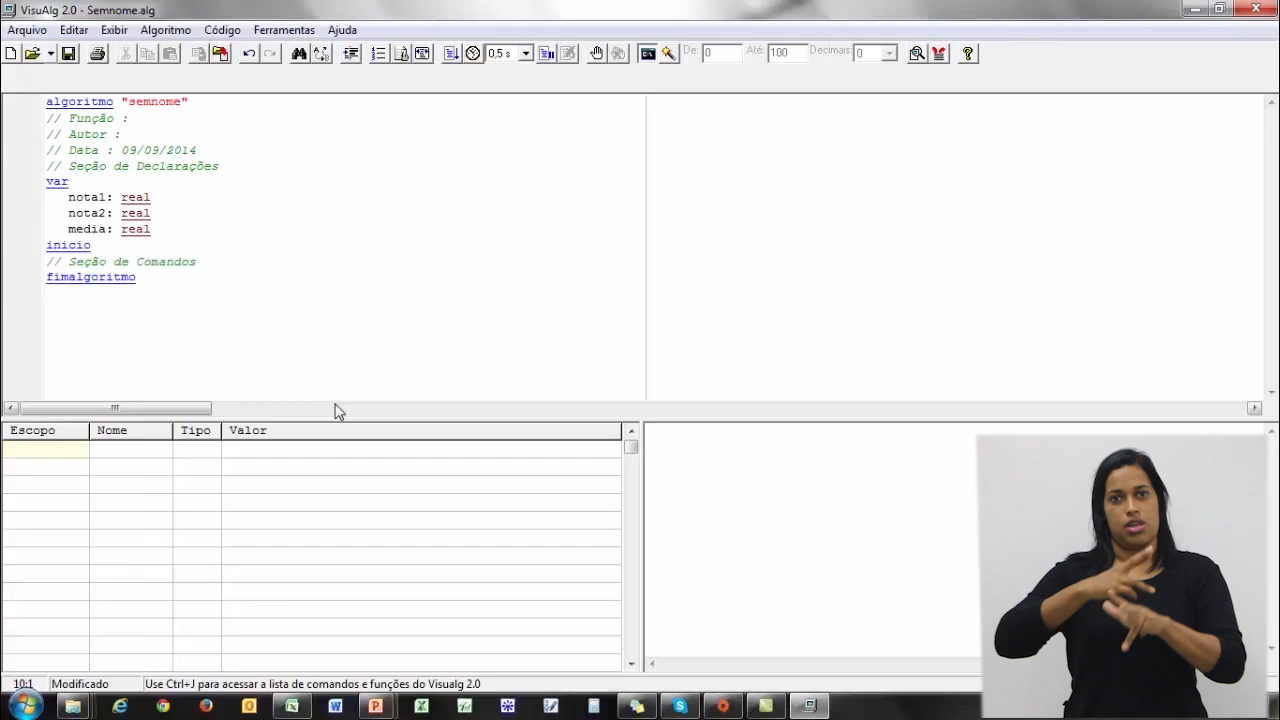 VisuAlg 2.0 - Semnome.alg
Arquivo Editar Exibir Algoritmo Código Ferramentas Ajuda
0,5 s De: 0 Até: 100 Decimais: 0
algoritmo "semnome"
// Função :
// Autor :
// Data : 09/09/2014
// Seção de Declarações
var
nota1: real
nota2: real
media: real
inicio
// Seção de Comandos
fimalgoritmo
Escopo Nome Tipo Valor
10:1 Modificado Use Ctrl+J para acessar a lista de comandos e funções do Visualg 2.0